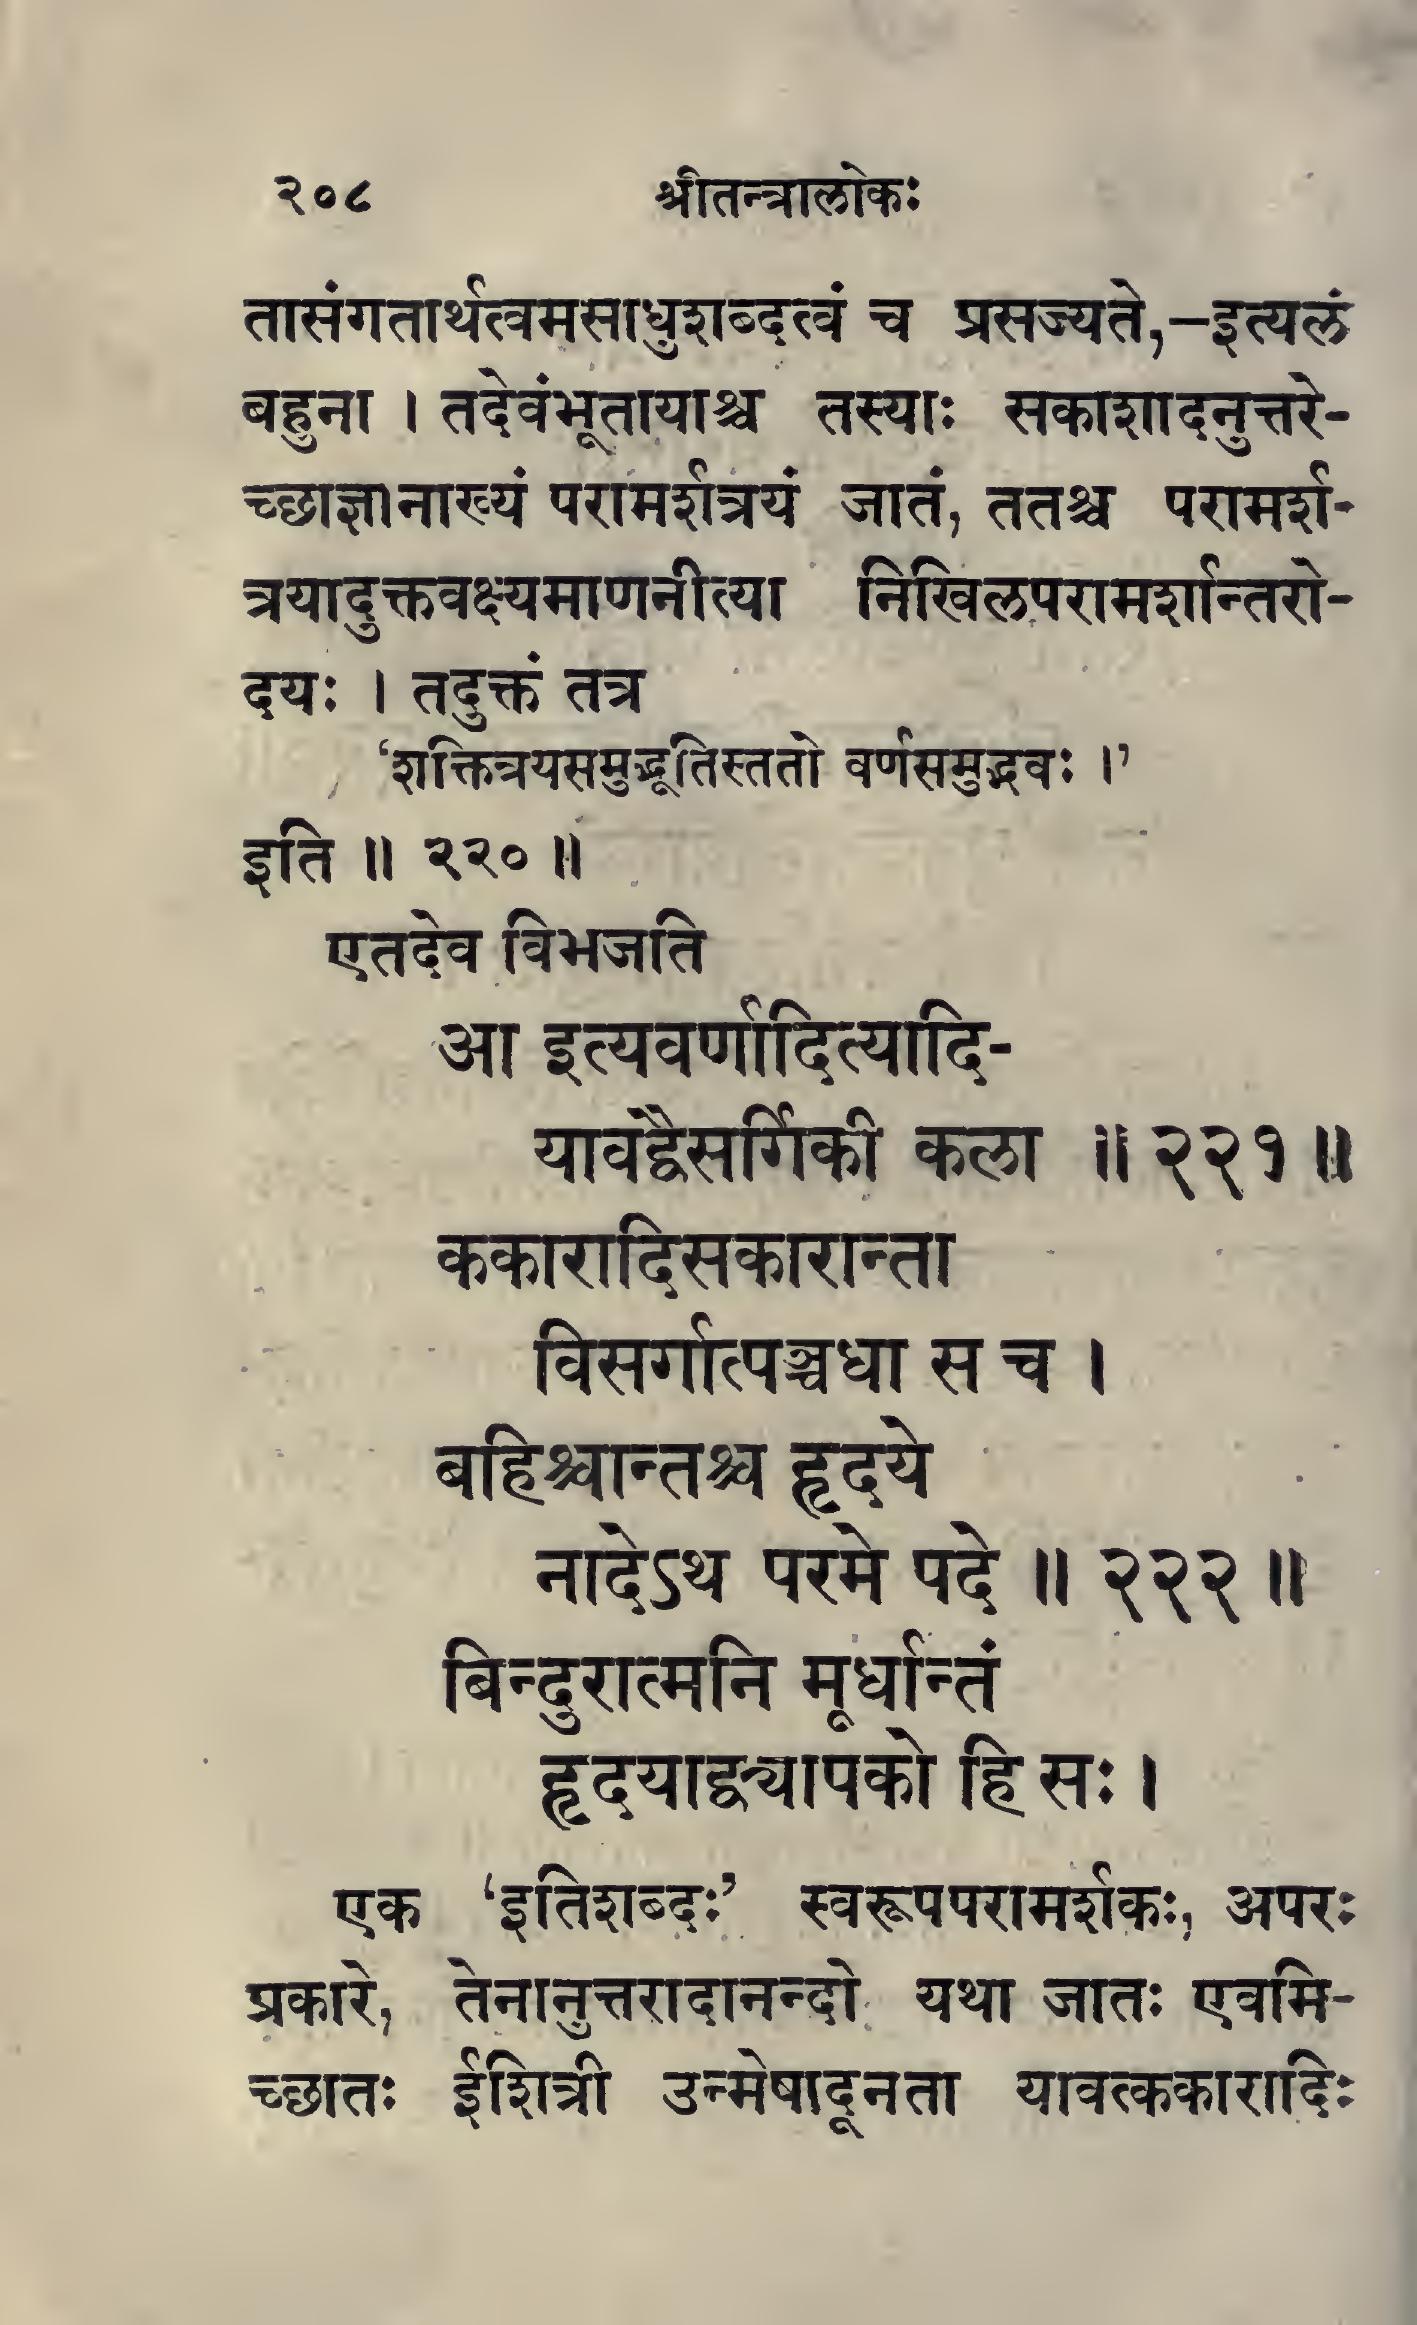 २०८ श्रीतन्त्रालोकः
तासंगतार्थत्वमसाधुशब्दत्वं च प्रसज्यते,—इत्यलं
बहुना । तदेवंभूतायाश्च तस्याः सकाशादनुत्तरे-
च्छाज्ञानाख्यं परामर्शत्रयं जातं, ततश्च परामर्श-
त्रयादुक्तवक्ष्यमाणनीत्या निखिलपरामर्शान्तरो-
दयः । तदुक्तं तत्र
‘शक्तित्रयसमुद्भूतिस्ततो वर्णसमुद्भवः ।’
इति ॥ २२० ॥
एतदेव विभजति
आ इत्यवर्णादित्यादि-
यावद्वैसर्गिकी कला ॥ २२१ ॥
ककारादिसकारान्ता
विसर्गात्पञ्चधा स च ।
बहिश्चान्तश्च हृदये
नादेऽथ परमे पदे ॥ २२२ ॥
बिन्दुरात्मनि मूर्धान्तं
हृदयाद्व्यापको हि सः ।
एक ‘इतिशब्दः’ स्वरूपपरामर्शकः, अपरः
प्रकारे, तेनानुत्तरादानन्दो यथा जातः एवमि-
च्छातः ईशित्री उन्मेषादूनता यावत्ककारादिः